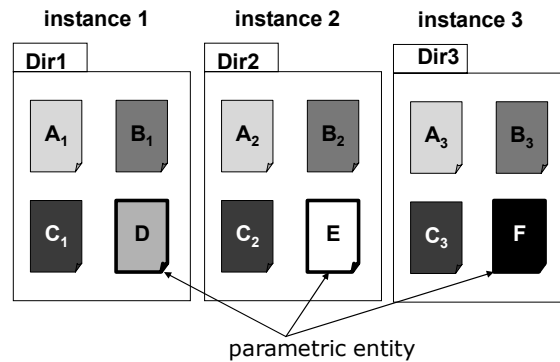 instance 1 instance 2 instance 3
Dir1 Dir2 Dir3
A₁ B₁ A₂ B₂ A₃ B₃
C₁ D C₂ E C₃ F
parametric entity